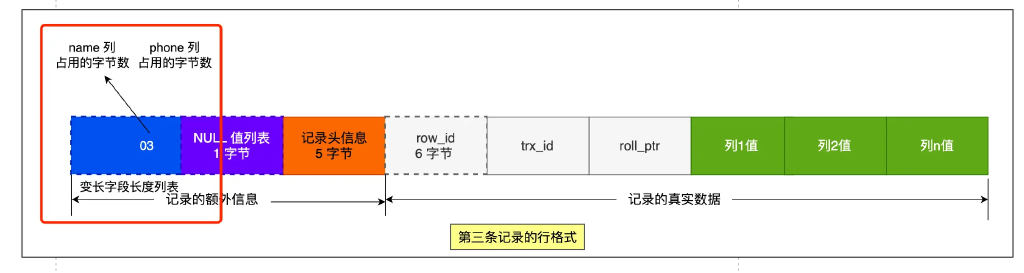 name 列
占用的字节数
phone 列
占用的字节数
03
NULL 值列表
1 字节
记录头信息
5 字节
row_id
6 字节
trx_id
roll_ptr
列1值
列2值
列n值
变长字段长度列表
记录的额外信息
记录的真实数据
第三条记录的行格式